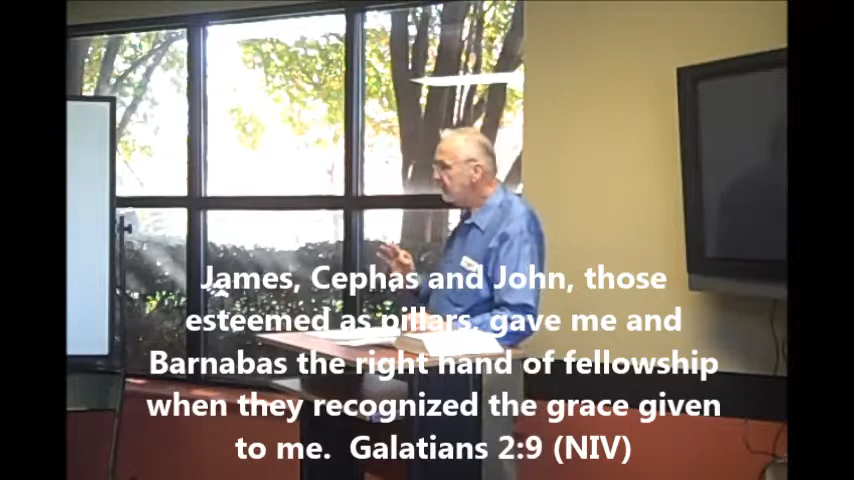 James, Cephas and John, those
esteemed as pillars, gave me and
Barnabas the right hand of fellowship
when they recognized the grace given
to me.  Galatians 2:9 (NIV)